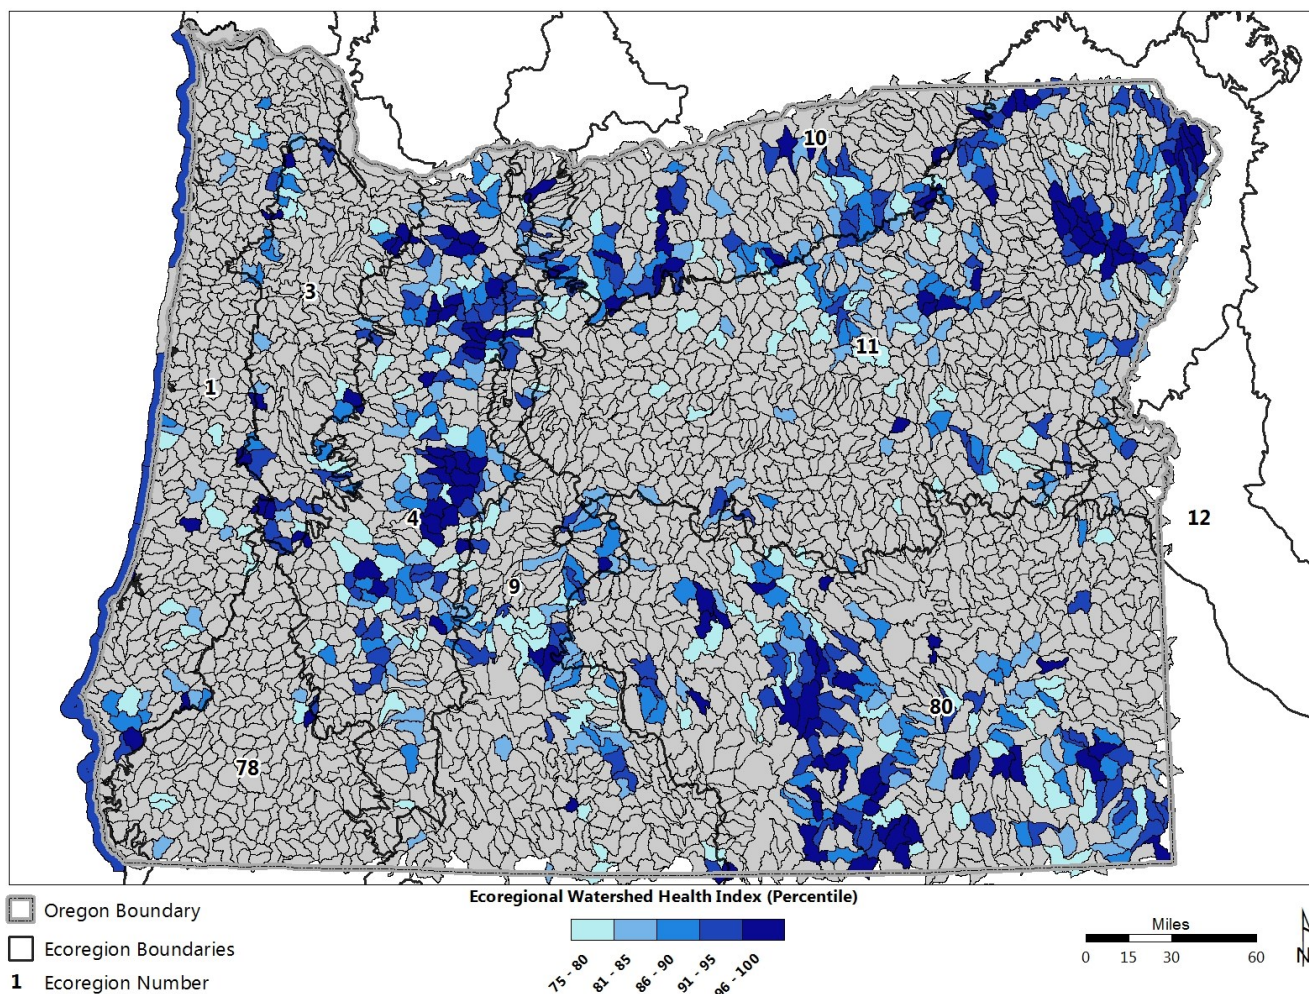 10
3
11
1
4
12
9
80
78
Ecoregional Watershed Health Index (Percentile)
75 - 80
81 - 85
86 - 90
91 - 95
96 - 100
Oregon Boundary
Ecoregion Boundaries
1 Ecoregion Number
Miles
0 15 30 60
N